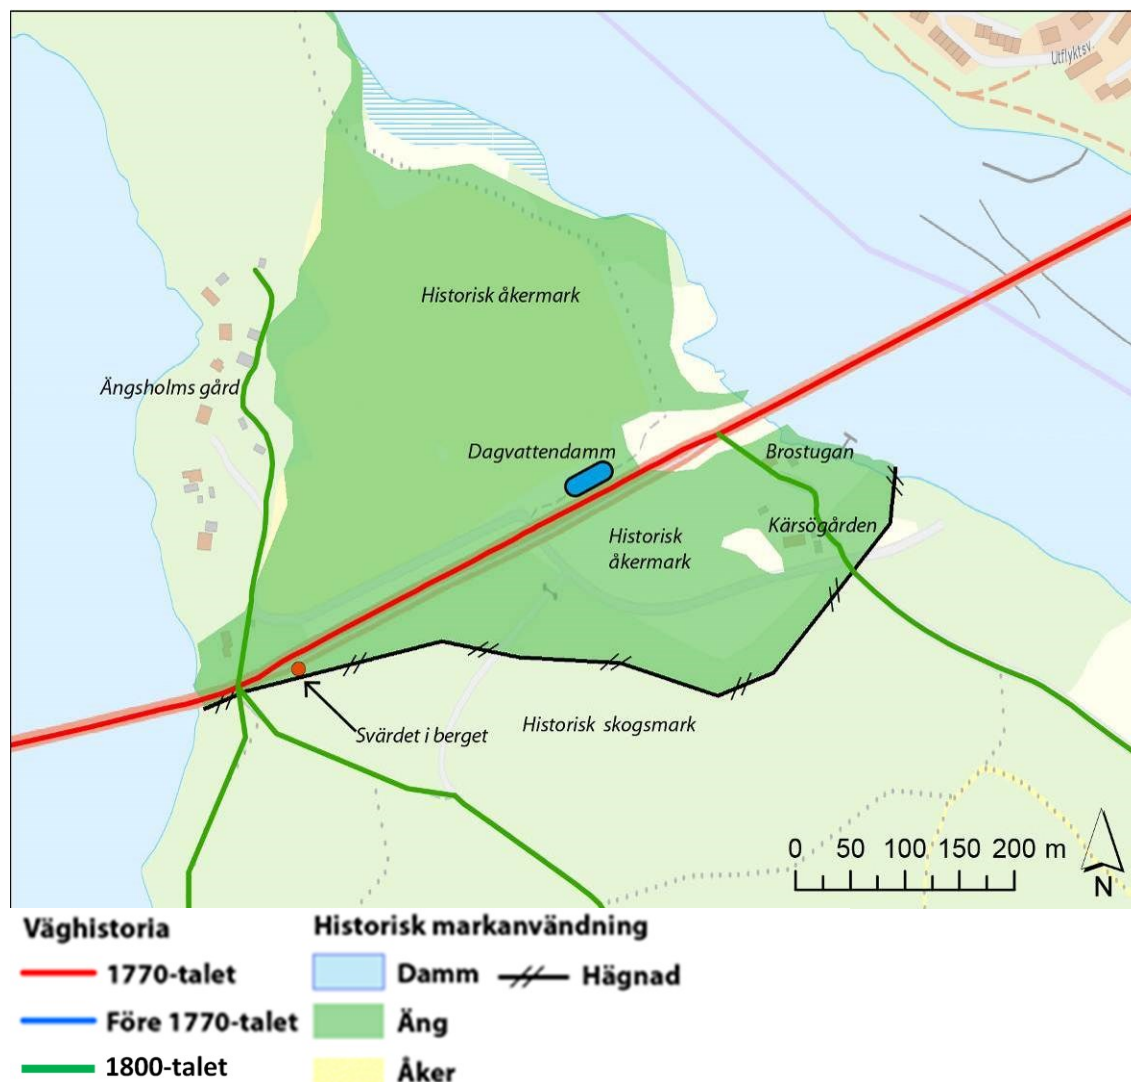 Utflyktsv.
Historisk åkermark
Ängsholms gård
Dagvattendamm
Brostugan
Historisk
åkermark
Kärsögården
Svärdet i berget
Historisk skogsmark
0 50 100 150 200 m
N
Väghistoria
1770-talet
Före 1770-talet
1800-talet
Historisk markanvändning
Damm
Hägnad
Äng
Åker